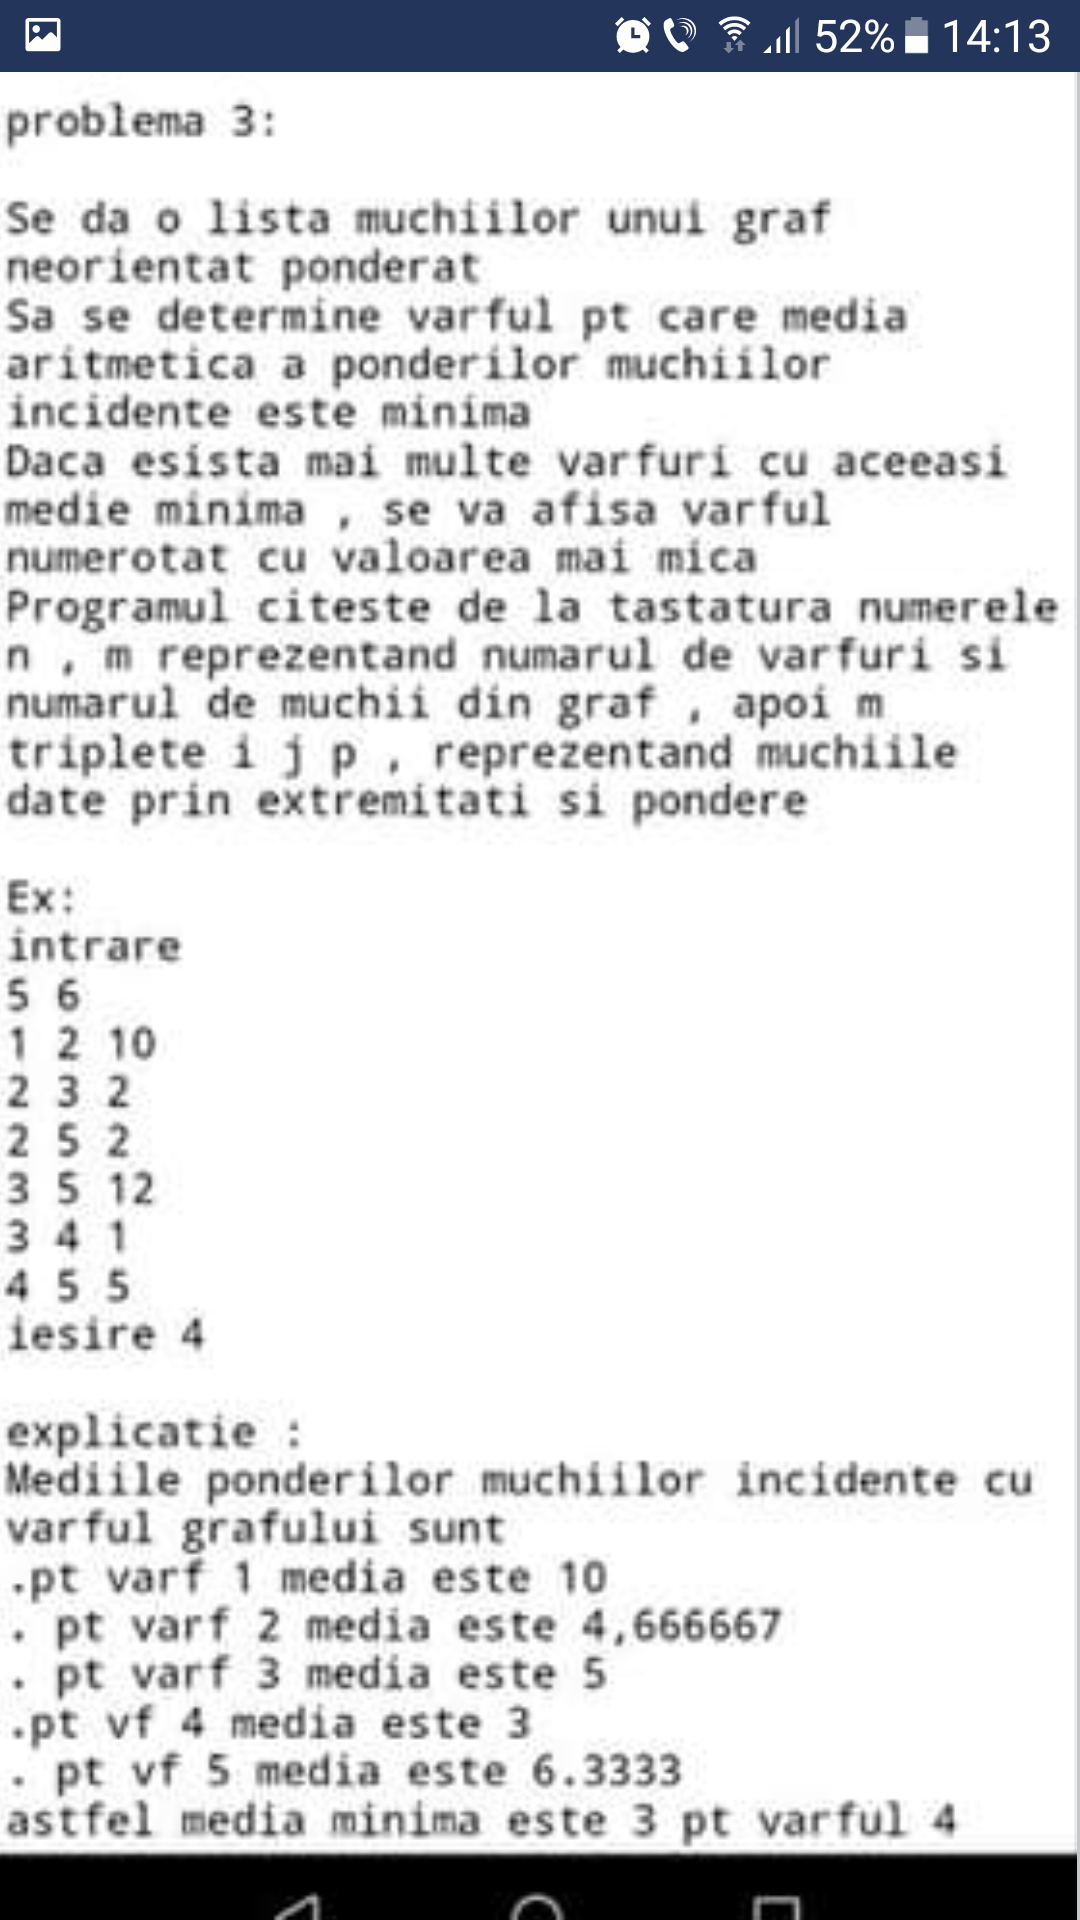 52% 14:13
problema 3:
Se da o lista muchiilor unui graf
neorientat ponderat
Sa se determine varful pt care media
aritmetica a ponderilor muchiilor
incidente este minima
Daca esista mai multe varfuri cu aceeasi
medie minima , se va afisa varful
numerotat cu valoarea mai mica
Programul citeste de la tastatura numerele
n , m reprezentand numarul de varfuri si
numarul de muchii din graf , apoi m
triplete i j p , reprezentand muchiile
date prin extremitati si pondere
Ex:
intrare
5 6
1 2 10
2 3 2
2 5 2
3 5 12
3 4 1
4 5 5
iesire 4
explicatie :
Mediile ponderilor muchiilor incidente cu
varful grafului sunt
.pt varf 1 media este 10
. pt varf 2 media este 4,666667
. pt varf 3 media este 5
.pt vf 4 media este 3
. pt vf 5 media este 6.3333
astfel media minima este 3 pt varful 4